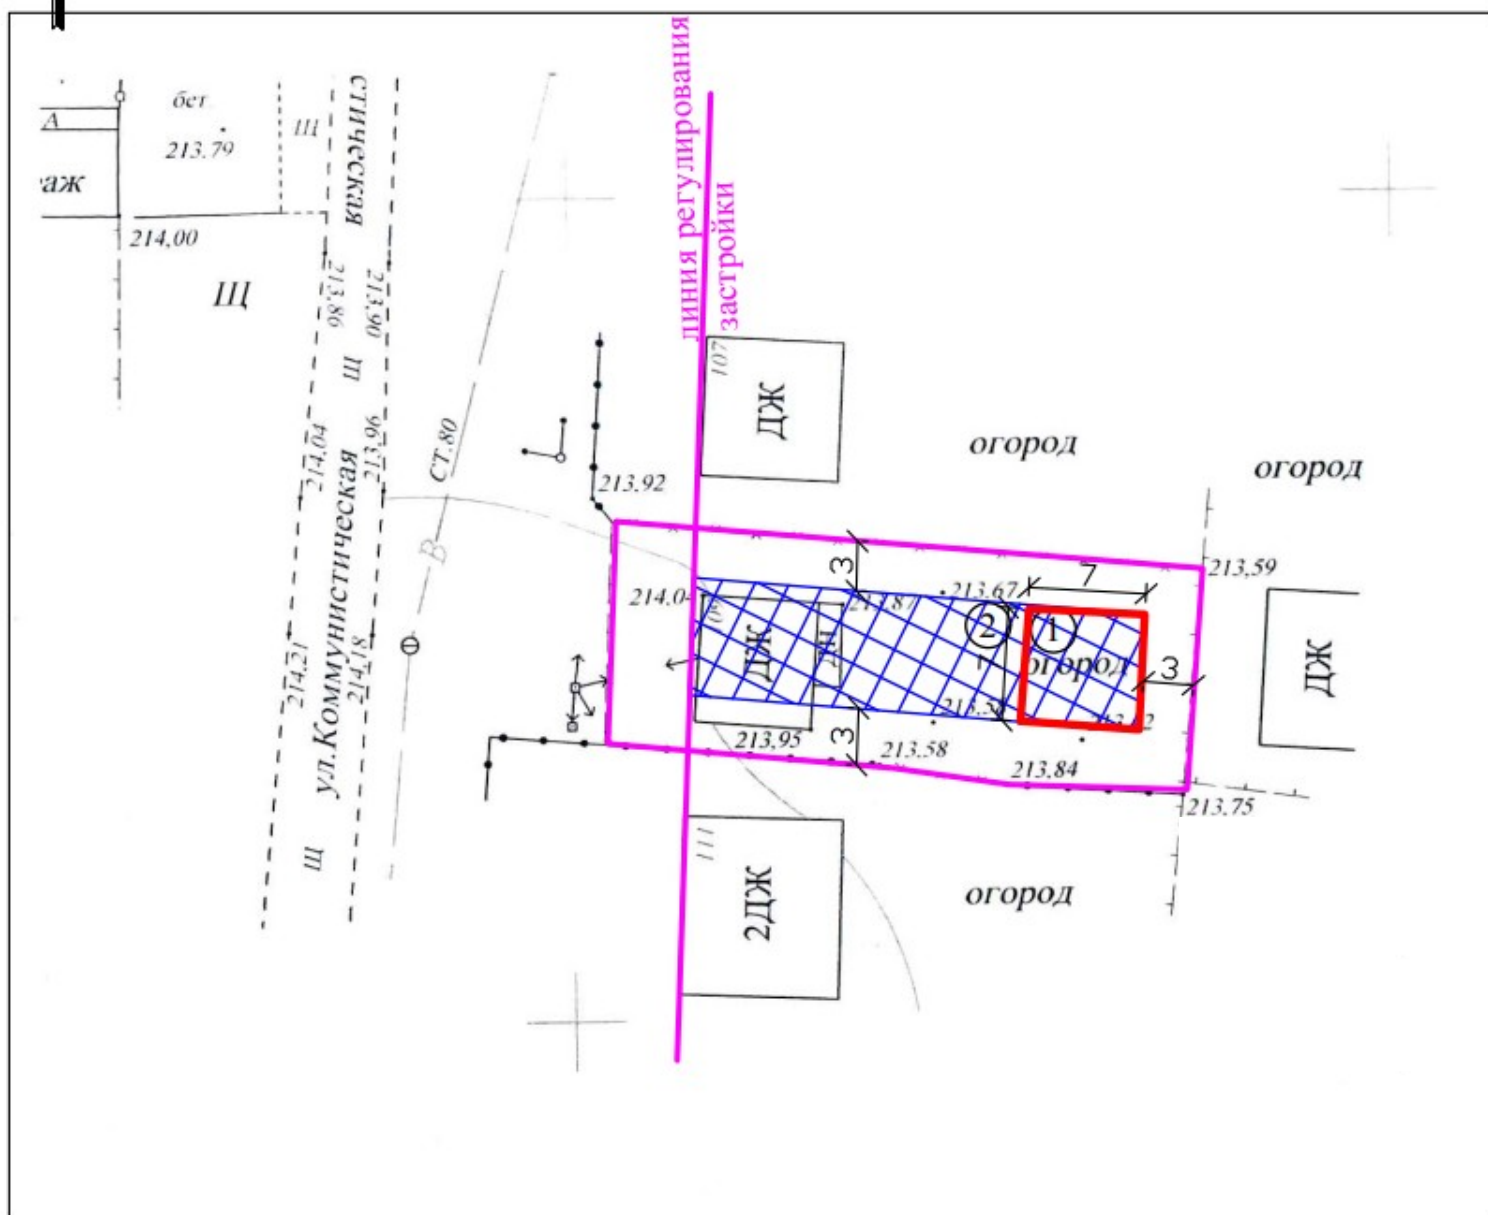 линия регулирования
застройки
бет
А
213.79
Щ
аж
214,00
Щ
стическая
213.86
213.90
Щ
107
ДЖ
огород
огород
ст.80
214.04
213.96
213.92
В
ул.Коммунистическая
3
213.67
7
213,59
214.0
2
1
ДЖ
ДН
7
огород
3
ДЖ
214.21
214.18
213,95
3
213.58
213.84
213.75
Щ
111
2ДЖ
огород